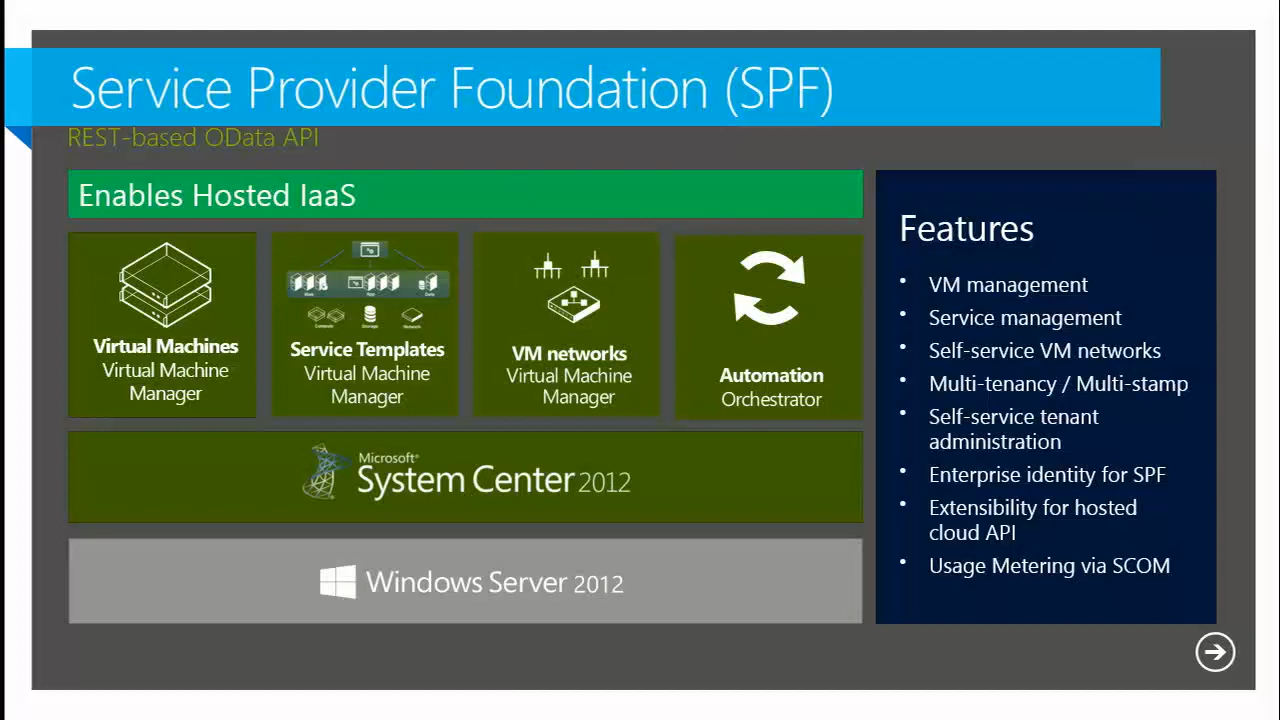 Service Provider Foundation (SPF)
REST-based OData API
Enables Hosted IaaS
Virtual Machines
Virtual Machine
Manager
Service Templates
Virtual Machine
Manager
VM networks
Virtual Machine
Manager
Automation
Orchestrator
Microsoft®
System Center 2012
Windows Server 2012
Features
• VM management
• Service management
• Self-service VM networks
• Multi-tenancy / Multi-stamp
• Self-service tenant
administration
• Enterprise identity for SPF
• Extensibility for hosted
cloud API
• Usage Metering via SCOM